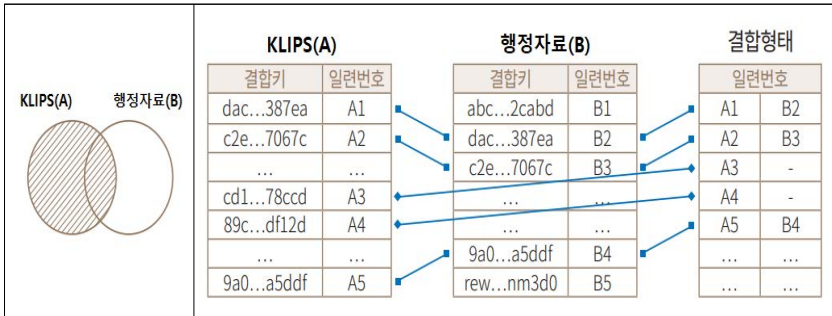 KLIPS(A) 행정자료(B)
KLIPS(A) 행정자료(B) 결합형태
결합키 일련번호 결합키 일련번호 일련번호
dac...387ea A1 abc...2cabd B1 A1 B2
c2e...7067c A2 dac...387ea B2 A2 B3
... ... c2e...7067c B3 A3 -
cd1...78ccd A3 ... ... A4 -
89c...df12d A4 ... ... A5 B4
... ... 9a0...a5ddf B4 ... ...
9a0...a5ddf A5 rew...nm3d0 B5 ... ...